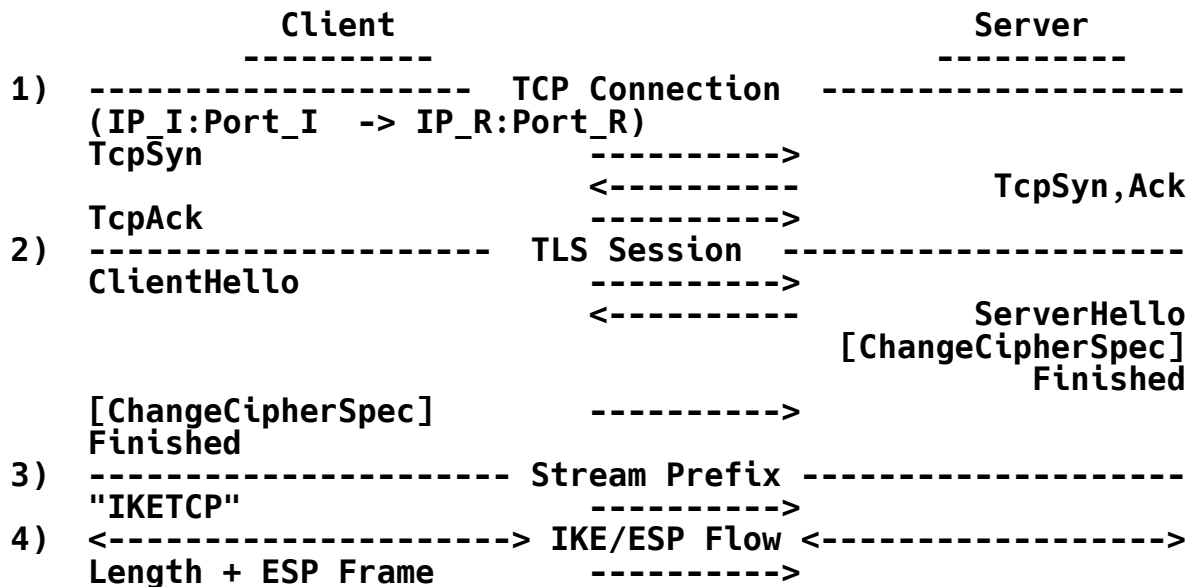 Client                              Server
            ----------                          ----------
1)  --------------------  TCP Connection  -------------------
    (IP_I:Port_I  -> IP_R:Port_R)
    TcpSyn                    ---------->
                              <----------          TcpSyn,Ack
    TcpAck                    ---------->
2)  ---------------------  TLS Session  ---------------------
    ClientHello               ---------->
                              <----------         ServerHello
                                           [ChangeCipherSpec]
                                                     Finished
    [ChangeCipherSpec]        ---------->
    Finished
3)  ---------------------- Stream Prefix --------------------
    "IKETCP"                  ---------->
4)  <----------------------> IKE/ESP Flow <------------------>
    Length + ESP Frame        ---------->